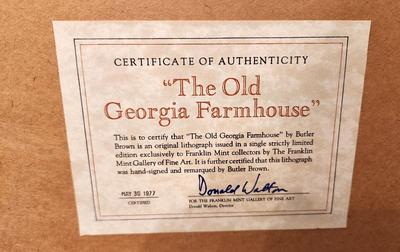 CERTIFICATE OF AUTHENTICITY
"The Old
Georgia Farmhouse"
This is to certify that "The Old Georgia Farmhouse" by Butler
Brown is an original lithograph issued in a single strictly limited
edition exclusively to Franklin Mint collectors by The Franklin
Mint Gallery of Fine Art. It is further certified that this lithograph
was hand-signed and remarqued by Butler Brown.
MAY 30 1977
CERTIFIED
Donald Walton
FOR THE FRANKLIN MINT GALLERY OF FINE ART
Donald Walton, Director